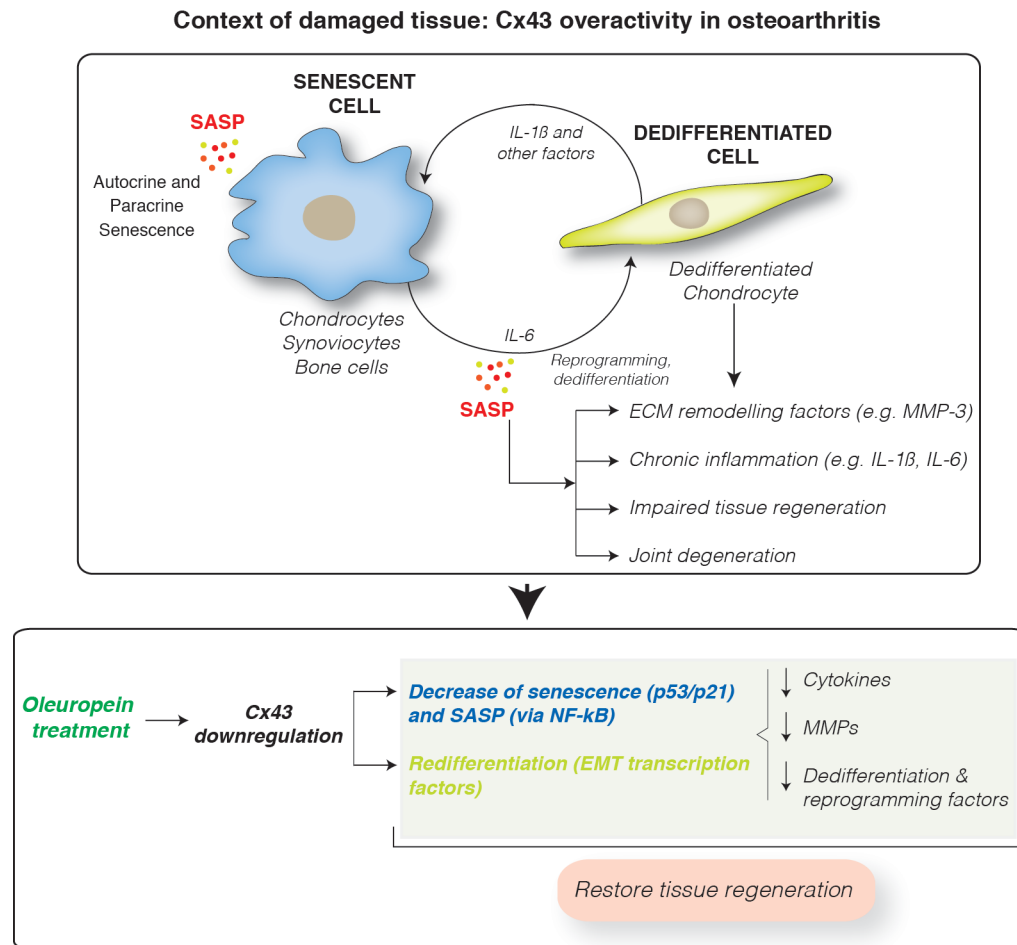 Context of damaged tissue: Cx43 overactivity in osteoarthritis
SENESCENT
CELL
SASP
Autocrine and
Paracrine
Senescence
IL-1ß and
other factors
DEDIFFERENTIATED
CELL
Dedifferentiated
Chondrocyte
Chondrocytes
Synoviocytes
Bone cells
IL-6
Reprogramming,
dedifferentiation
SASP
ECM remodelling factors (e.g. MMP-3)
Chronic inflammation (e.g. IL-1ß, IL-6)
Impaired tissue regeneration
Joint degeneration
Oleuropein
treatment
Cx43
downregulation
Decrease of senescence (p53/p21)
and SASP (via NF-kB)
Redifferentiation (EMT transcription
factors)
Cytokines
MMPs
Dedifferentiation &
reprogramming factors
Restore tissue regeneration